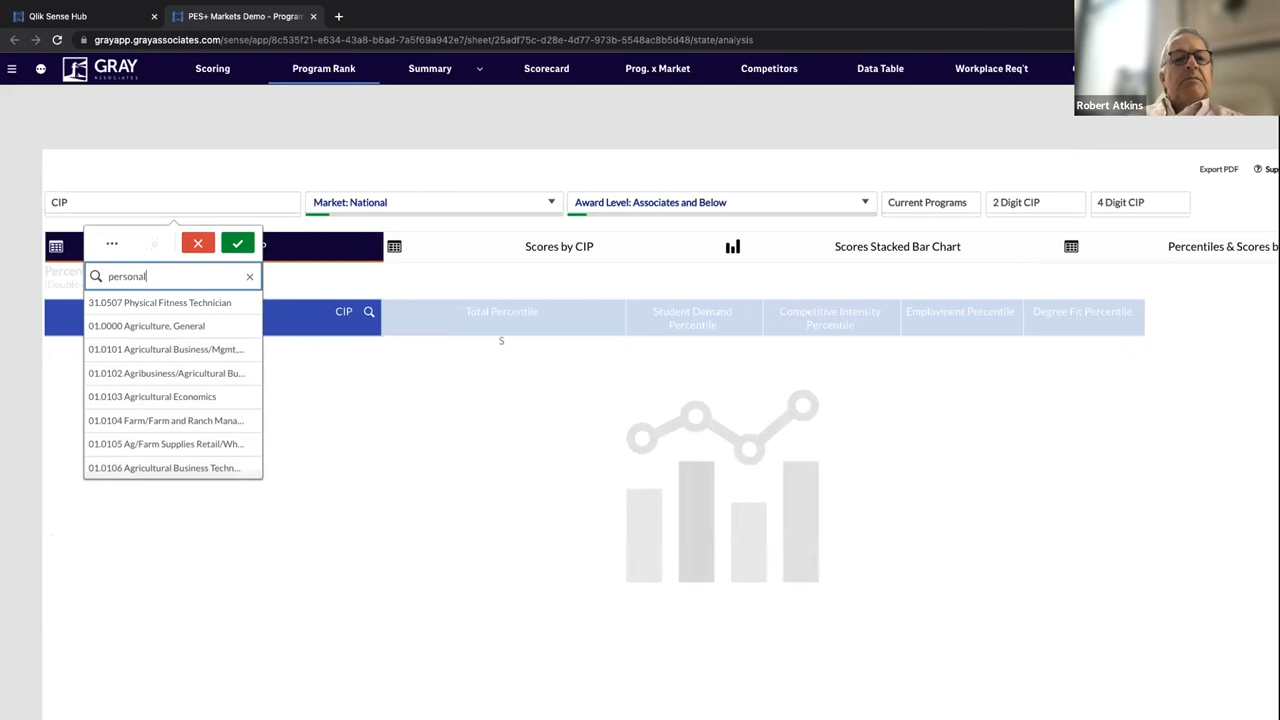 Qlik Sense Hub
PES+ Markets Demo - Program
grayapp.grayassociates.com/sense/app/8c535f21-e634-43a8-b6ad-7a5f69a942e7/sheet/25adf75c-d28e-4d77-973b-5548ac8b5d48/state/analysis
GRAY
ASSOCIATES
Scoring
Program Rank
Summary
Scorecard
Prog. x Market
Competitors
Data Table
Workplace Req't
Robert Atkins
Export PDF
Sup
CIP
Market: National
Award Level: Associates and Below
Current Programs
2 Digit CIP
4 Digit CIP
Scores by CIP
Scores Stacked Bar Chart
Percentiles & Scores b
personal
31.0507 Physical Fitness Technician
01.0000 Agriculture, General
01.0101 Agricultural Business/Mgmt,...
01.0102 Agribusiness/Agricultural Bu...
01.0103 Agricultural Economics
01.0104 Farm/Farm and Ranch Mana...
01.0105 Ag/Farm Supplies Retail/Wh...
01.0106 Agricultural Business Techn...
CIP
Total Percentile
Student Demand
Percentile
Competitive Intensity
Percentile
Employment Percentile
Degree Fit Percentile
S